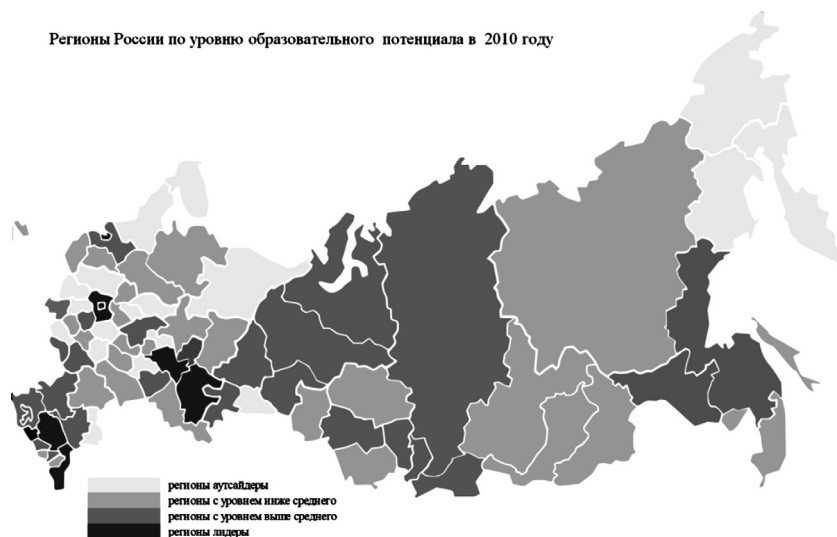 Регионы России по уровню образовательного потенциала в 2010 году
регионы аутсайдеры
регионы с уровнем ниже среднего
регионы с уровнем выше среднего
регионы лидеры